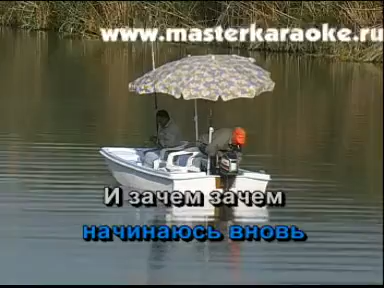 www.masterkaraoke.ru
И зачем зачем
начинаюсь вновь